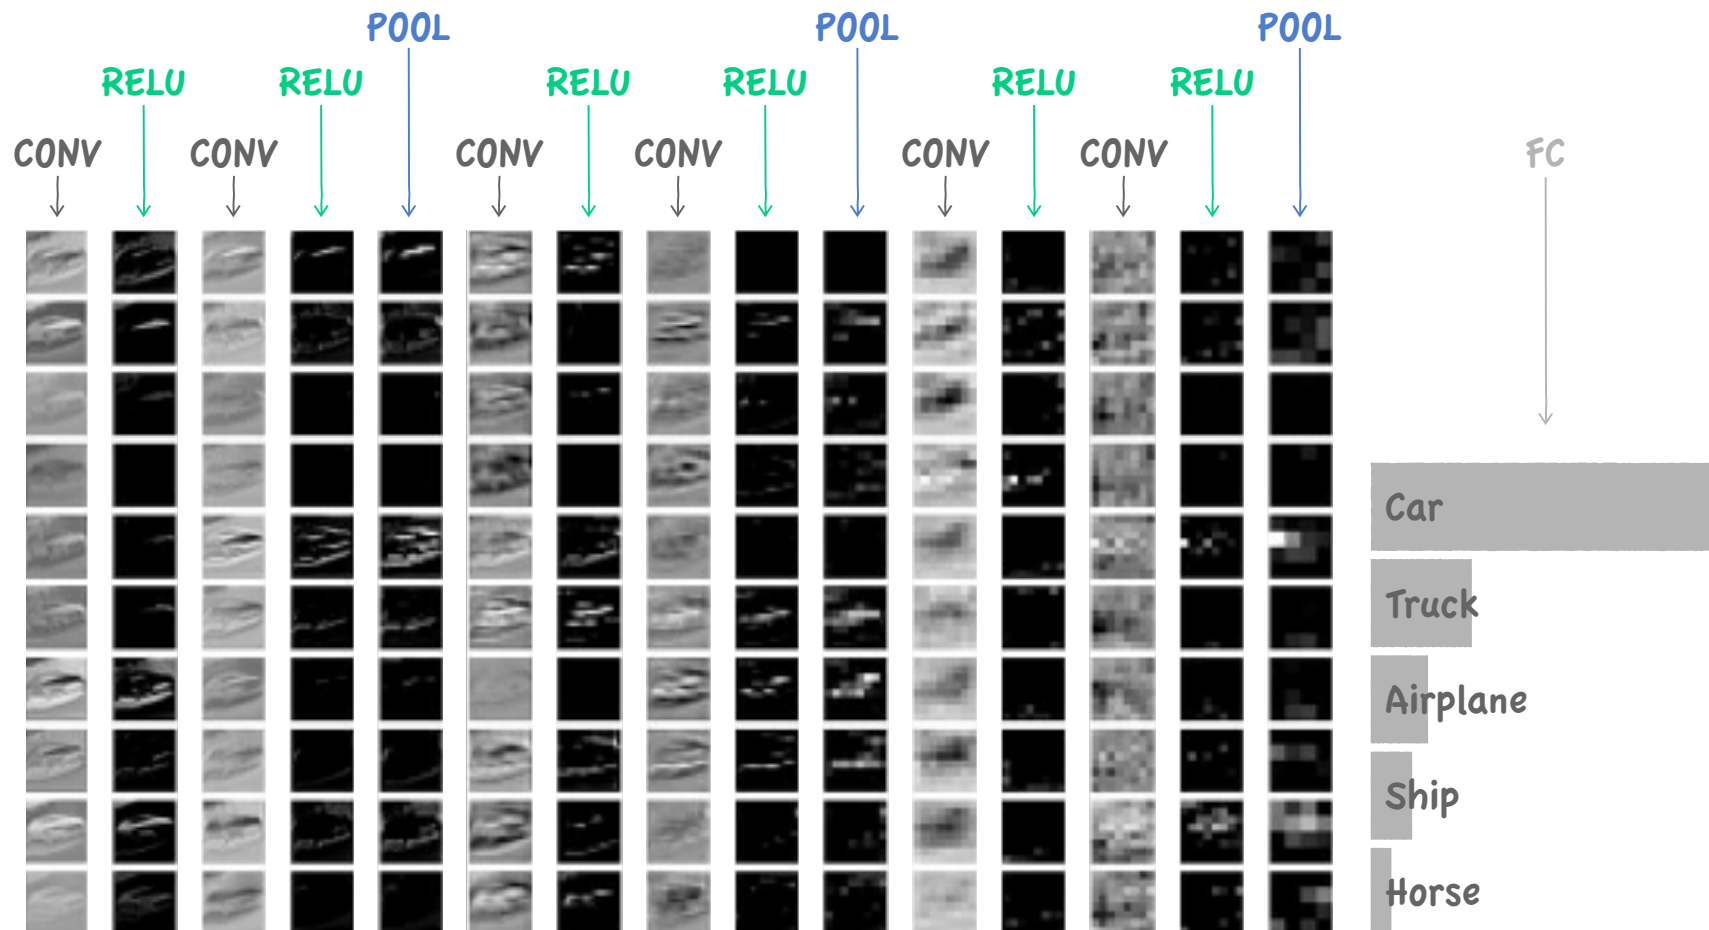 POOL POOL POOL
RELU RELU RELU RELU RELU RELU
CONV CONV CONV CONV CONV CONV FC
Car
Truck
Airplane
Ship
Horse